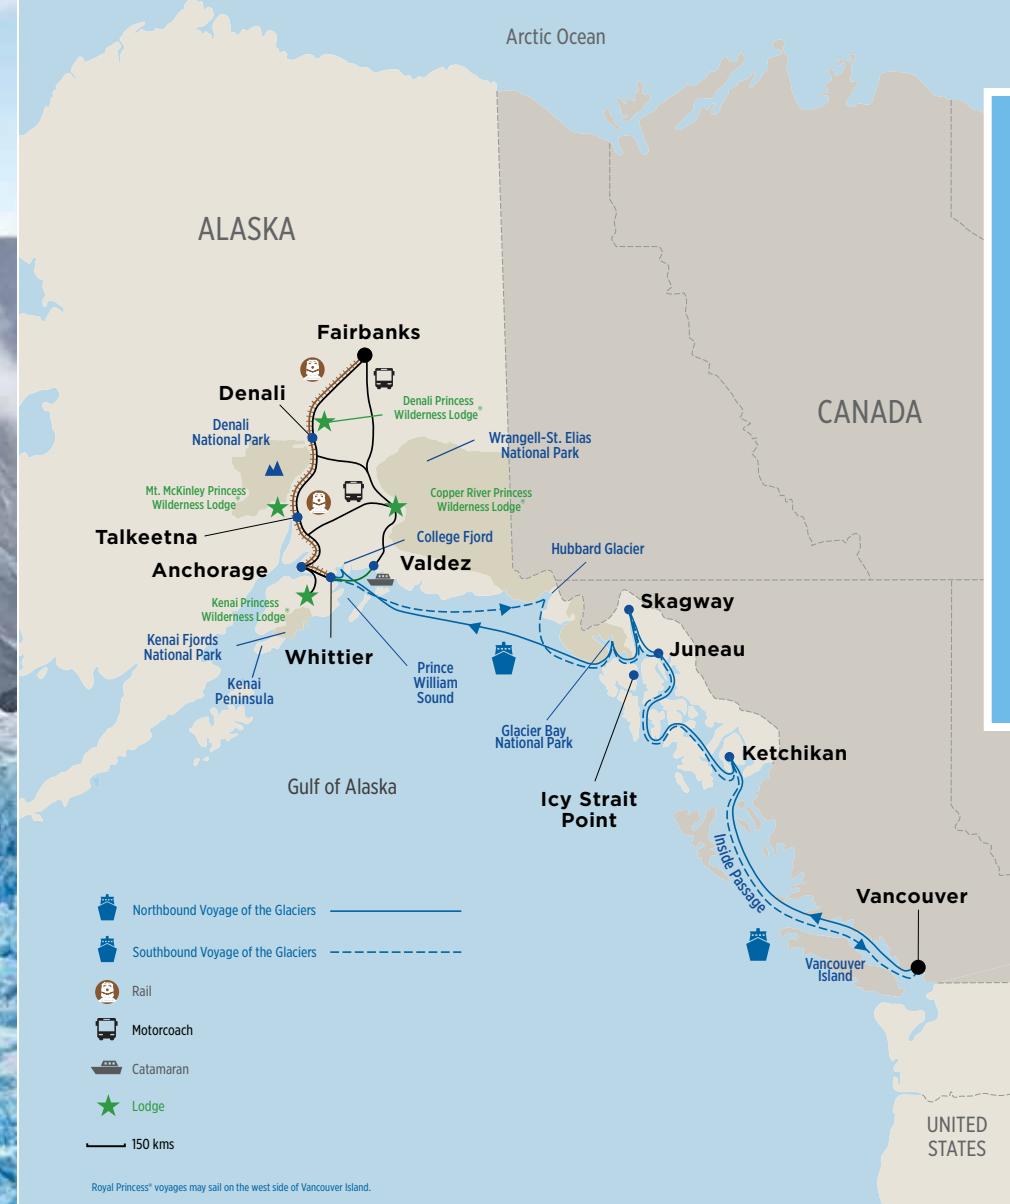 Arctic Ocean
ALASKA
CANADA
Fairbanks
Denali
Denali Princess
Wilderness Lodge®
Denali
National Park
Wrangell-St. Elias
National Park
Mt. McKinley Princess
Wilderness Lodge®
Copper River Princess
Wilderness Lodge®
Talkeetna
College Fjord
Hubbard Glacier
Anchorage
Valdez
Skagway
Kenai Princess
Wilderness Lodge®
Kenai Fjords
National Park
Whittier
Juneau
Kenai
Peninsula
Prince
William
Sound
Glacier Bay
National Park
Ketchikan
Gulf of Alaska
Icy Strait
Point
Inside Passage
Vancouver
Northbound Voyage of the Glaciers
Southbound Voyage of the Glaciers
Vancouver
Island
Rail
Motorcoach
Catamaran
Lodge
150 kms
UNITED
STATES
Royal Princess® voyages may sail on the west side of Vancouver Island.